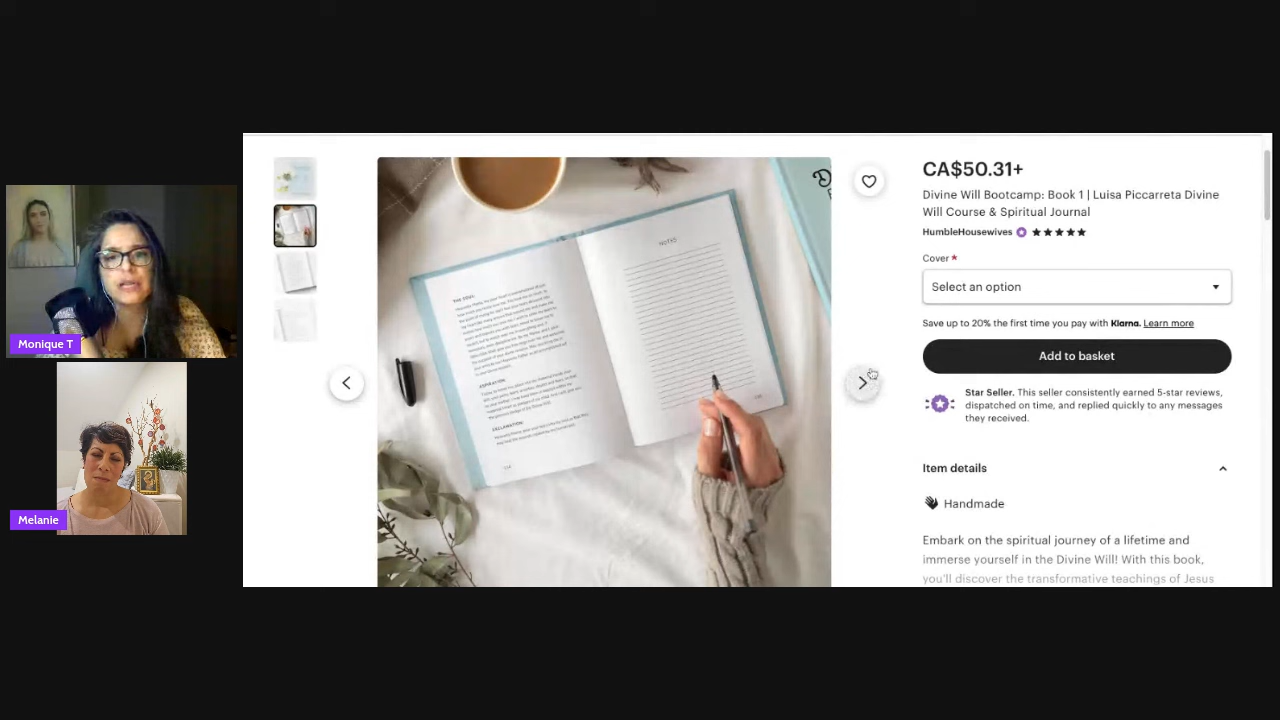 Monique T
Melanie
NOTES
CA$50.31+
Divine Will Bootcamp: Book 1 | Luisa Piccarreta Divine
Will Course & Spiritual Journal
HumbleHousewives
Cover *
Select an option
Save up to 20% the first time you pay with Klarna. Learn more
Add to basket
Star Seller. This seller consistently earned 5-star reviews,
dispatched on time, and replied quickly to any messages
they received.
Item details
Handmade
Embark on the spiritual journey of a lifetime and
immerse yourself in the Divine Will! With this book,
you'll discover the transformative teachings of Jesus